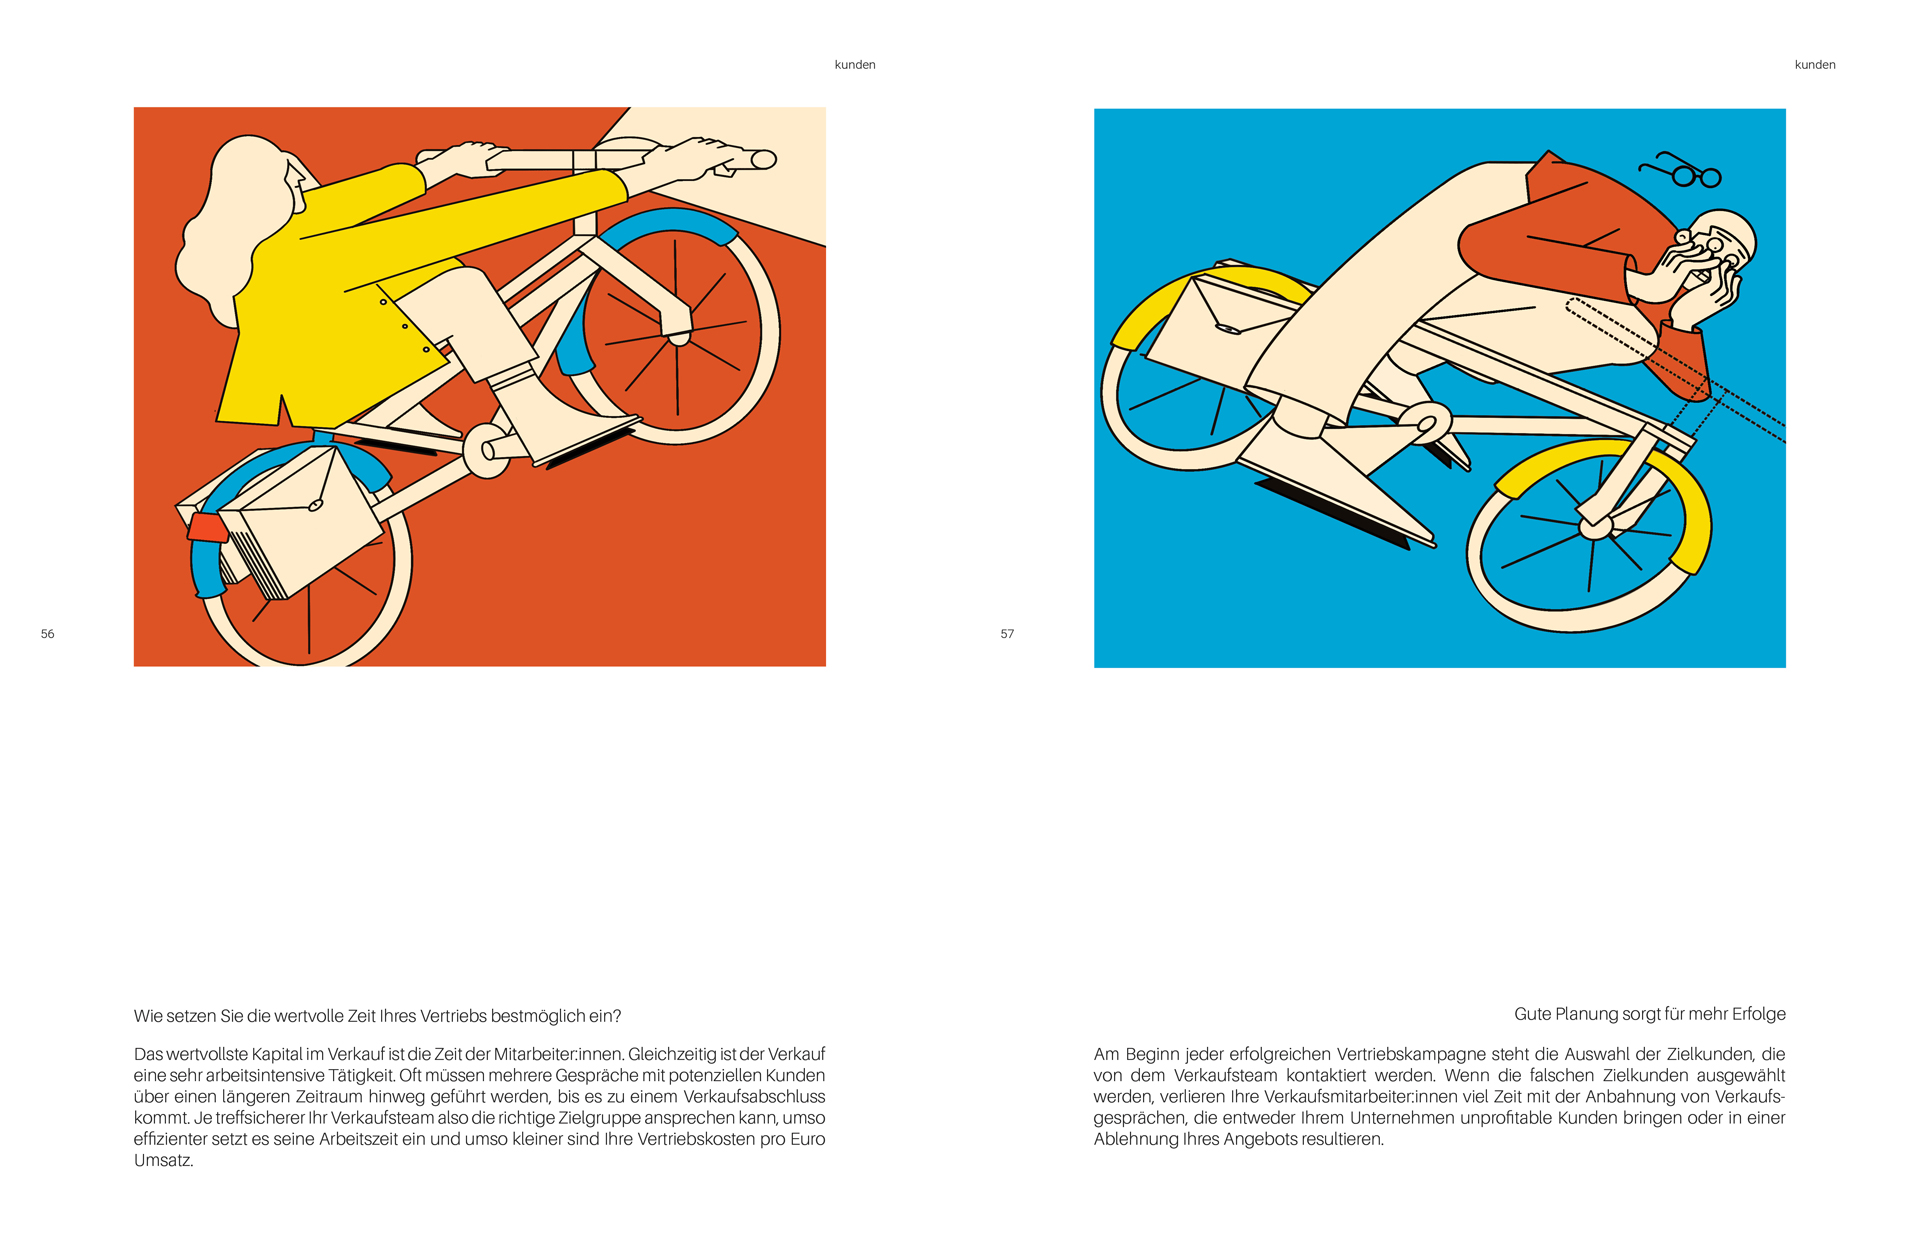 kunden
56
Wie setzen Sie die wertvolle Zeit Ihres Vertriebs bestmöglich ein?
Das wertvollste Kapital im Verkauf ist die Zeit der Mitarbeiter:innen. Gleichzeitig ist der Verkauf
eine sehr arbeitsintensive Tätigkeit. Oft müssen mehrere Gespräche mit potenziellen Kunden
über einen längeren Zeitraum hinweg geführt werden, bis es zu einem Verkaufsabschluss
kommt. Je treffsicherer Ihr Verkaufsteam also die richtige Zielgruppe ansprechen kann, umso
effizienter setzt es seine Arbeitszeit ein und umso kleiner sind Ihre Vertriebskosten pro Euro
Umsatz.
kunden
57
Gute Planung sorgt für mehr Erfolge
Am Beginn jeder erfolgreichen Vertriebskampagne steht die Auswahl der Zielkunden, die
von dem Verkaufsteam kontaktiert werden. Wenn die falschen Zielkunden ausgewählt
werden, verlieren Ihre Verkaufsmitarbeiter:innen viel Zeit mit der Anbahnung von Verkaufs-
gesprächen, die entweder Ihrem Unternehmen unprofitable Kunden bringen oder in einer
Ablehnung Ihres Angebots resultieren.